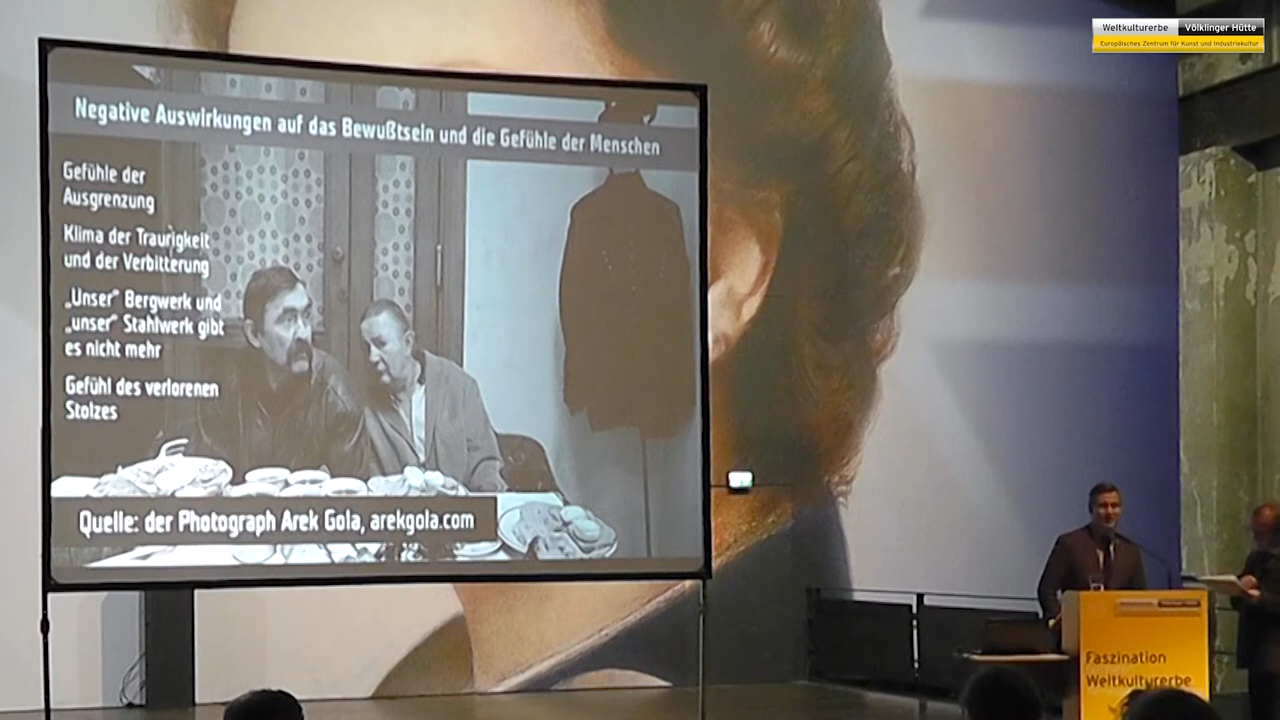 Weltkulturerbe Völklinger Hütte
Europäisches Zentrum für Kunst und Industriekultur
Negative Auswirkungen auf das Bewußtsein und die Gefühle der Menschen
Gefühle der
Ausgrenzung
Klima der Traurigkeit
und der Verbitterung
„Unser" Bergwerk und
„unser" Stahlwerk gibt
es nicht mehr
Gefühl des verlorenen
Stolzes
Quelle: der Photograph Arek Gola, arekgola.com
Faszination
Weltkulturerbe